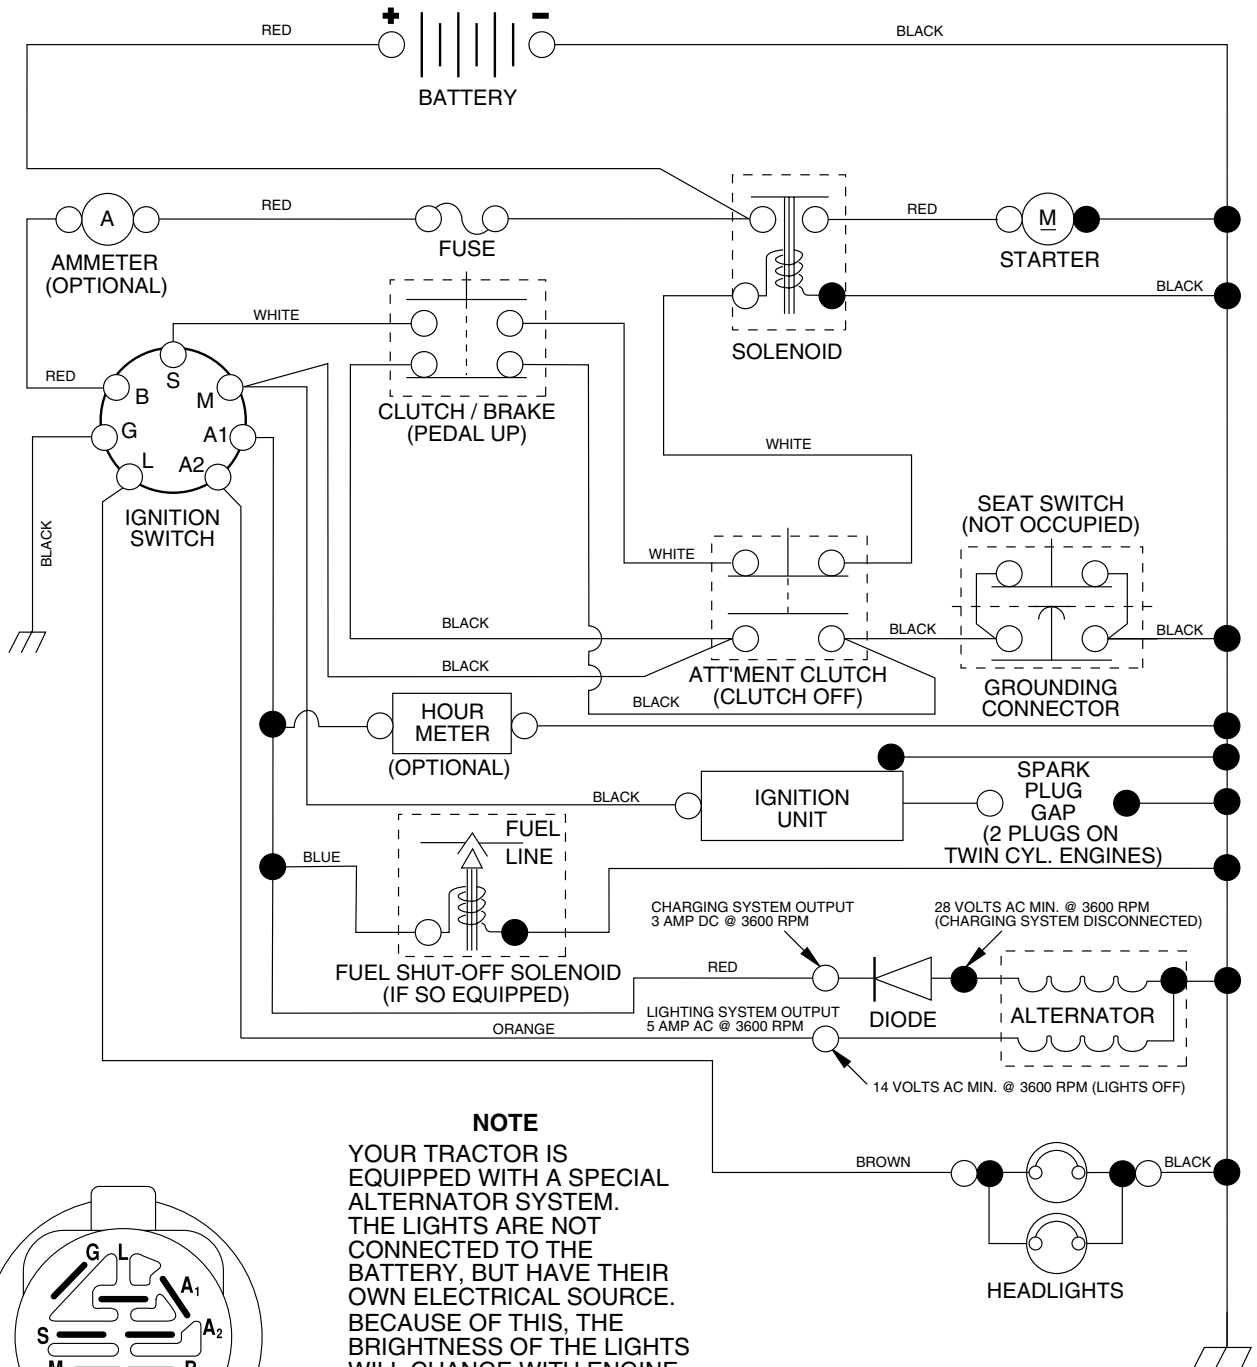 + −
RED
BLACK
BATTERY
A
RED
RED
M
AMMETER
(OPTIONAL)
FUSE
STARTER
WHITE
BLACK
SOLENOID
RED
S
B
M
G
A1
L
A2
CLUTCH / BRAKE
(PEDAL UP)
WHITE
IGNITION
SWITCH
BLACK
SEAT SWITCH
(NOT OCCUPIED)
WHITE
BLACK
BLACK
BLACK
BLACK
ATT'MENT CLUTCH
(CLUTCH OFF)
BLACK
GROUNDING
CONNECTOR
HOUR
METER
(OPTIONAL)
BLACK
IGNITION
UNIT
SPARK
PLUG
GAP
(2 PLUGS ON
TWIN CYL. ENGINES)
BLUE
FUEL
LINE
FUEL SHUT-OFF SOLENOID
(IF SO EQUIPPED)
CHARGING SYSTEM OUTPUT
3 AMP DC @ 3600 RPM
28 VOLTS AC MIN. @ 3600 RPM
(CHARGING SYSTEM DISCONNECTED)
RED
LIGHTING SYSTEM OUTPUT
5 AMP AC @ 3600 RPM
DIODE
ALTERNATOR
ORANGE
14 VOLTS AC MIN. @ 3600 RPM (LIGHTS OFF)
BROWN
BLACK
HEADLIGHTS
NOTE
YOUR TRACTOR IS
EQUIPPED WITH A SPECIAL
ALTERNATOR SYSTEM.
THE LIGHTS ARE NOT
CONNECTED TO THE
BATTERY, BUT HAVE THEIR
OWN ELECTRICAL SOURCE.
BECAUSE OF THIS, THE
BRIGHTNESS OF THE LIGHTS
WILL CHANGE WITH ENGINE
G L
A1
A2
S
M
B